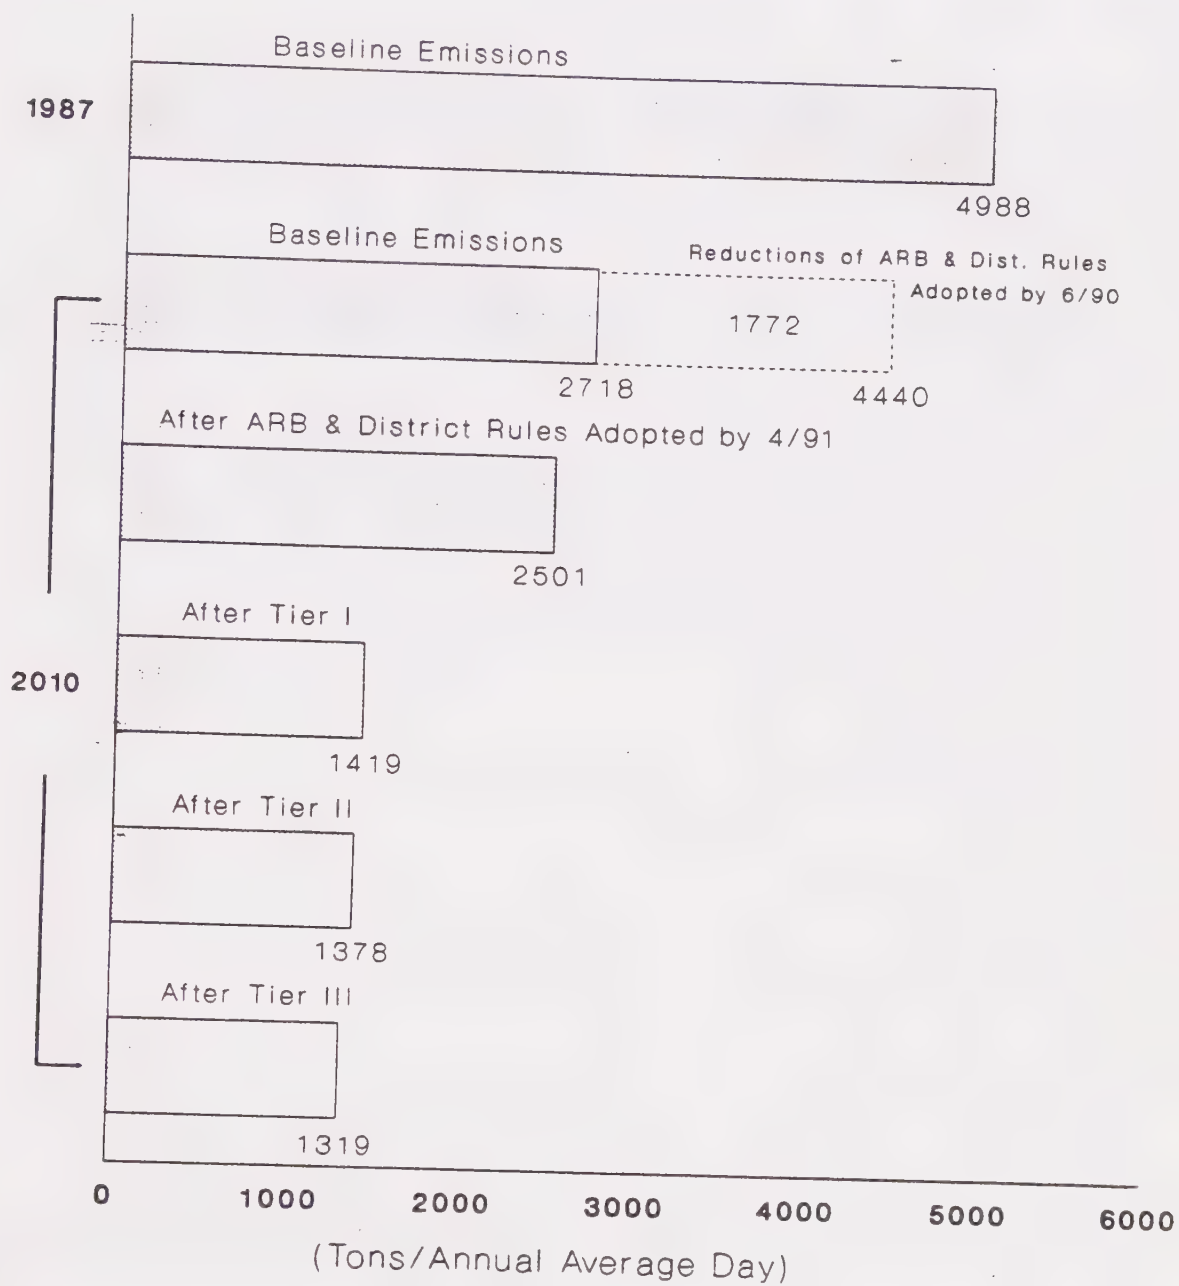 Baseline Emissions
1987
4988
Baseline Emissions
Reductions of ARB & Dist. Rules
Adopted by 6/90
1772
2718
4440
After ARB & District Rules Adopted by 4/91
2501
After Tier I
2010
1419
After Tier II
1378
After Tier III
1319
0 1000 2000 3000 4000 5000 6000
(Tons/Annual Average Day)